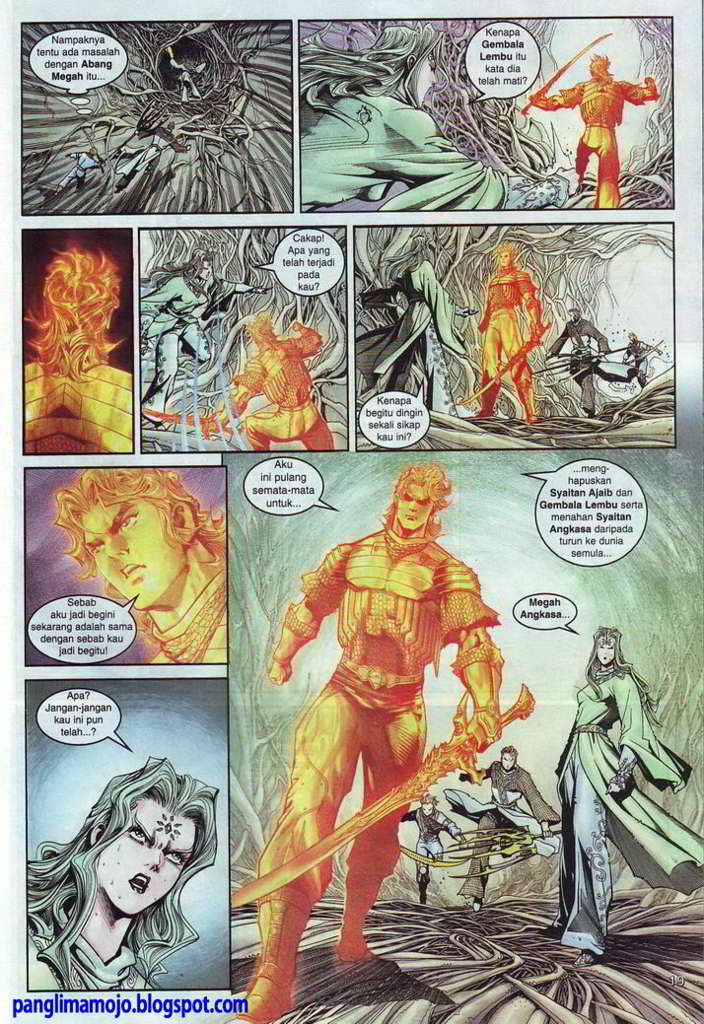 Nampaknya
tentu ada masalah
dengan Abang
Megah itu...
Kenapa
Gembala
Lembu itu
kata dia
telah mati?
Cakap!
Apa yang
telah terjadi
pada
kau?
Kenapa
begitu dingin
sekali sikap
kau ini?
Sebab
aku jadi begini
sekarang adalah sama
dengan sebab kau
jadi begitu!
Apa?
Jangan-jangan
kau ini pun
telah...?
Aku
ini pulang
semata-mata
untuk...
...meng-
hapuskan
Syaitan Ajaib dan
Gembala Lembu serta
menahan Syaitan
Angkasa daripada
turun ke dunia
semula...
Megah
Angkasa...
19
panglimamojo.blogspot.com